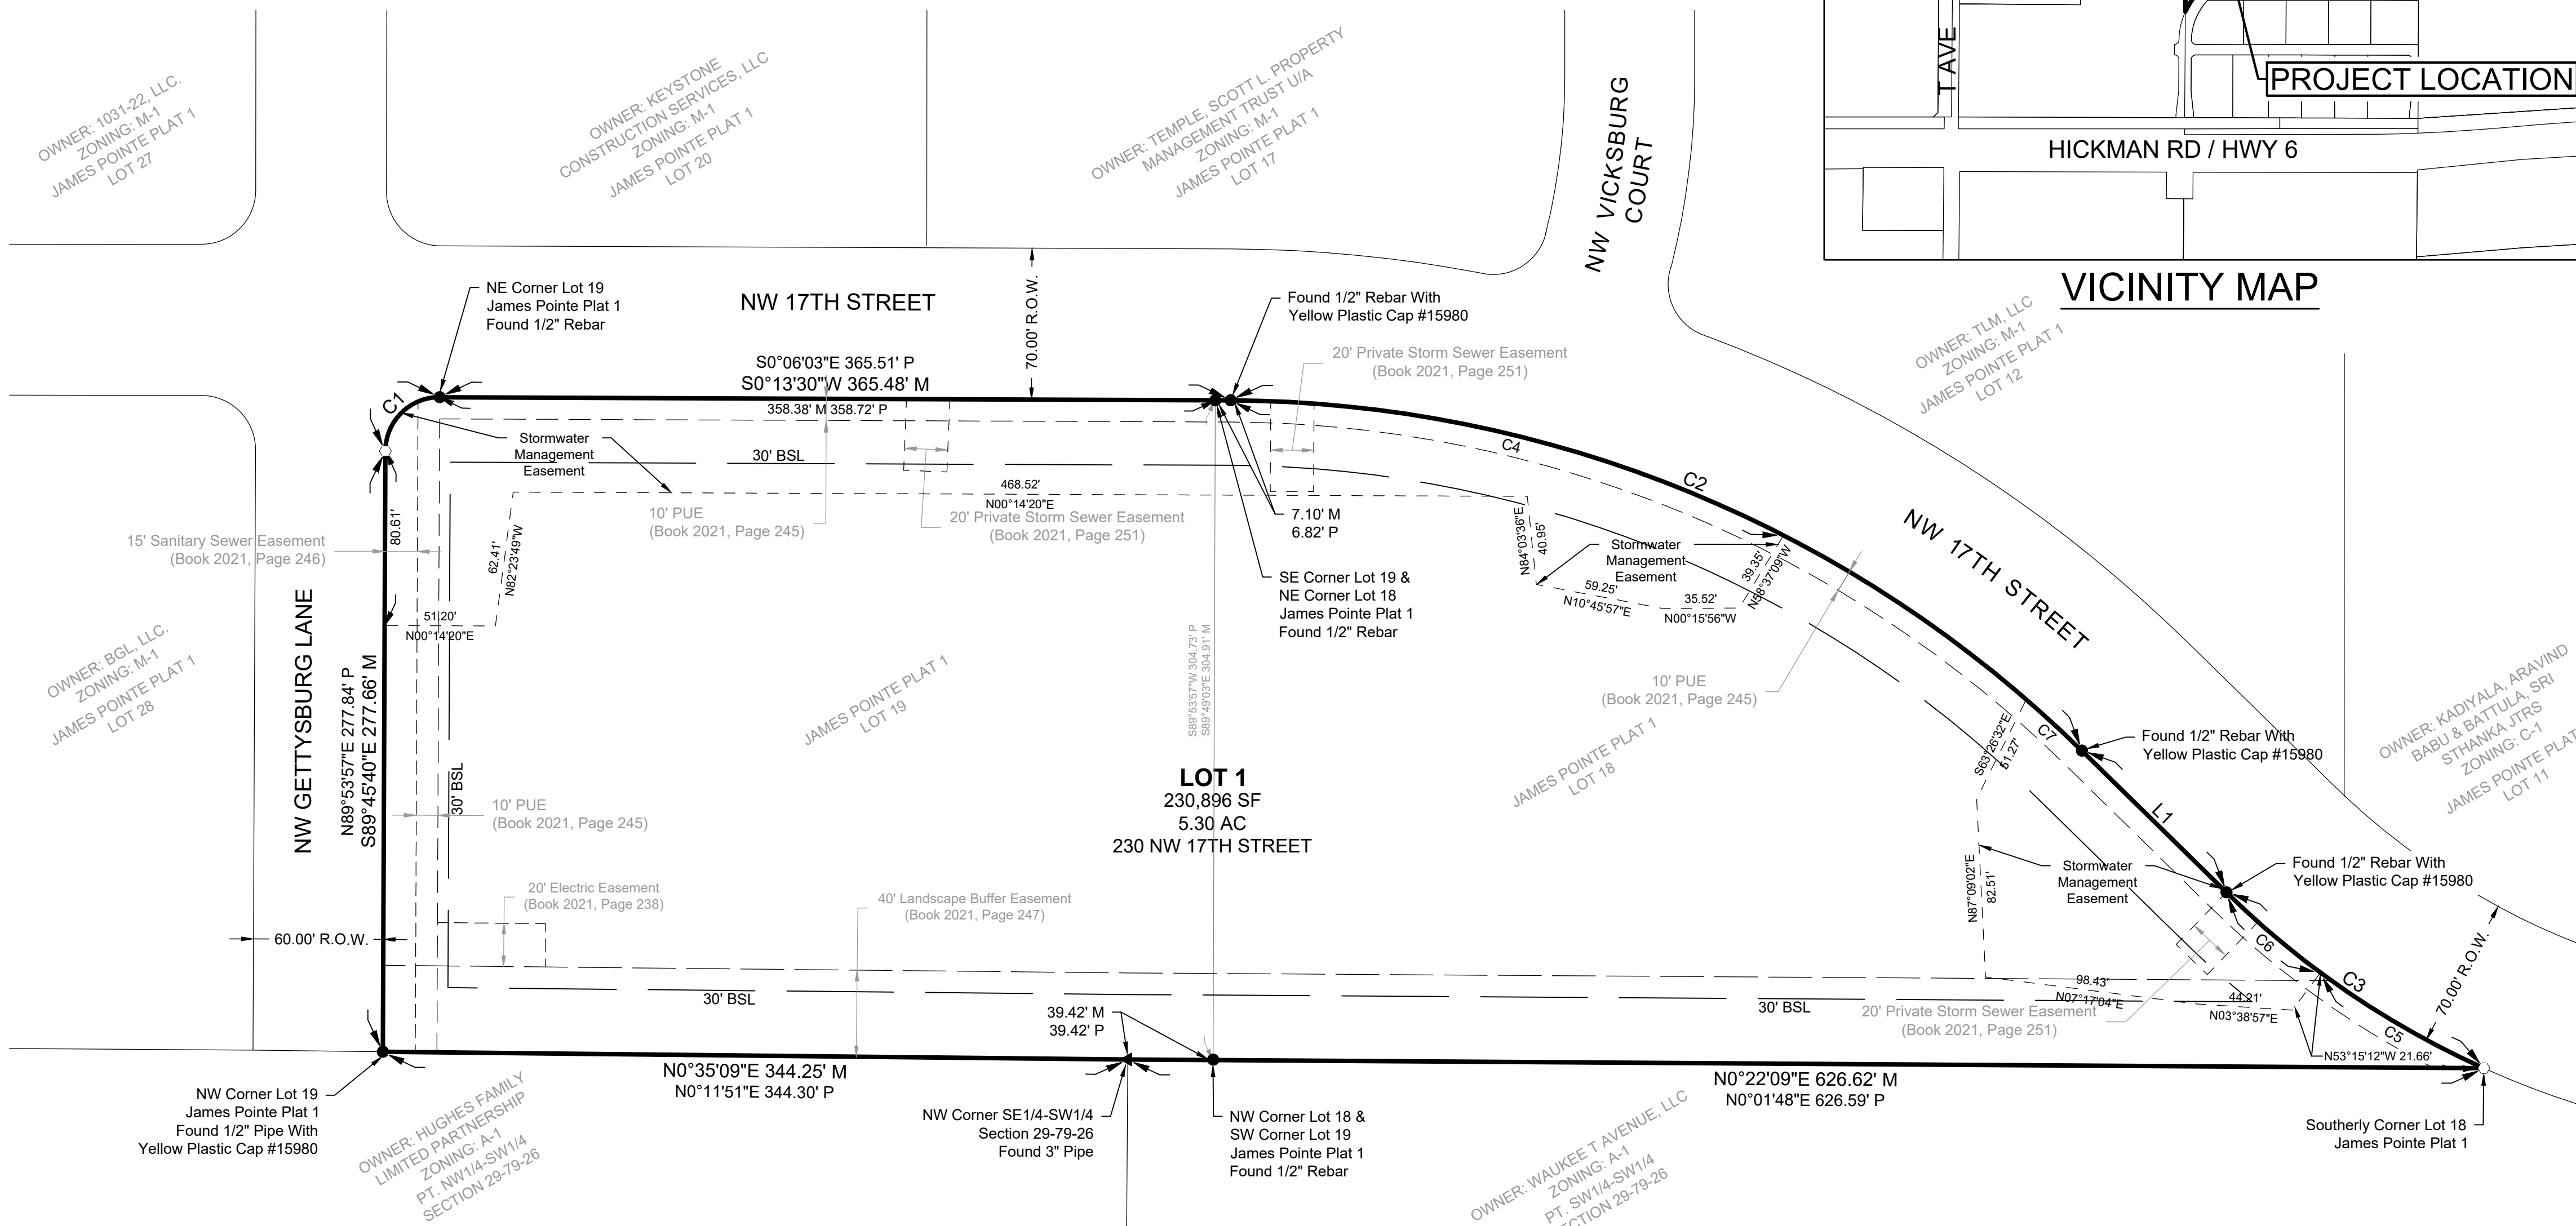 OWNER: 1031-22, LLC.
ZONING: M-1
JAMES POINTE PLAT 1
LOT 27
OWNER: KEYSTONE
CONSTRUCTION SERVICES, LLC
ZONING: M-1
JAMES POINTE PLAT 1
LOT 20
OWNER: TEMPLE, SCOTT L. PROPERTY
MANAGEMENT TRUST U/A
ZONING: M-1
JAMES POINTE PLAT 1
LOT 17
NW VICKSBURG
COURT
T AVE
PROJECT LOCATION
HICKMAN RD / HWY 6
VICINITY MAP
NE Corner Lot 19
James Pointe Plat 1
Found 1/2" Rebar
NW 17TH STREET
70.00' R.O.W.
Found 1/2" Rebar With
Yellow Plastic Cap #15980
OWNER: TLM, LLC
ZONING: M-1
JAMES POINTE PLAT 1
LOT 12
S0°06'03"E 365.51' P
S0°13'30"W 365.48' M
358.38' M 358.72' P
20' Private Storm Sewer Easement
(Book 2021, Page 251)
C1
Stormwater
Management
Easement
30' BSL
468.52'
N00°14'20"E
10' PUE
(Book 2021, Page 245)
20' Private Storm Sewer Easement
(Book 2021, Page 251)
7.10' M
6.82' P
C4
C2
15' Sanitary Sewer Easement
(Book 2021, Page 246)
80.61'
62.41'
N82°23'49"W
51.20'
N00°14'20"E
N84°03'36"E
40.95'
Stormwater
Management
Easement
39.35'
N58°37'09"W
59.25'
N10°45'57"E
35.52'
N00°15'56"W
NW 17TH STREET
SE Corner Lot 19 &
NE Corner Lot 18
James Pointe Plat 1
Found 1/2" Rebar
S89°53'57"W 304.73' P
S89°49'03"E 304.91' M
NW GETTYSBURG LANE
N89°53'57"E 277.84' P
S89°45'40"E 277.66' M
OWNER: BGL, LLC.
ZONING: M-1
JAMES POINTE PLAT 1
LOT 28
JAMES POINTE PLAT 1
LOT 19
10' PUE
(Book 2021, Page 245)
JAMES POINTE PLAT 1
LOT 18
S63°26'32"E
51.27'
C7
Found 1/2" Rebar With
Yellow Plastic Cap #15980
OWNER: KADIYALA, ARAVIND
BABU & BATTULA, SRI
STHANKA JTRS
ZONING: C-1
JAMES POINTE PLAT
LOT 11
LOT 1
230,896 SF
5.30 AC
230 NW 17TH STREET
30' BSL
10' PUE
(Book 2021, Page 245)
L1
N87°09'02"E
82.51'
Stormwater
Management
Easement
Found 1/2" Rebar With
Yellow Plastic Cap #15980
20' Electric Easement
(Book 2021, Page 238)
40' Landscape Buffer Easement
(Book 2021, Page 247)
60.00' R.O.W.
C6
C3
70.00' R.O.W.
30' BSL
39.42' M
39.42' P
30' BSL
98.43'
N07°17'04"E
44.21'
N03°38'57"E
20' Private Storm Sewer Easement
(Book 2021, Page 251)
C5
N53°15'12"W 21.66'
N0°35'09"E 344.25' M
N0°11'51"E 344.30' P
N0°22'09"E 626.62' M
N0°01'48"E 626.59' P
NW Corner Lot 19
James Pointe Plat 1
Found 1/2" Pipe With
Yellow Plastic Cap #15980
OWNER: HUGHES FAMILY
LIMITED PARTNERSHIP
ZONING: A-1
PT. NW1/4-SW1/4
SECTION 29-79-26
NW Corner SE1/4-SW1/4
Section 29-79-26
Found 3" Pipe
NW Corner Lot 18 &
SW Corner Lot 19
James Pointe Plat 1
Found 1/2" Rebar
OWNER: WAUKEE T AVENUE, LLC
ZONING: A-1
PT. SW1/4-SW1/4
SECTION 29-79-26
Southerly Corner Lot 18
James Pointe Plat 1